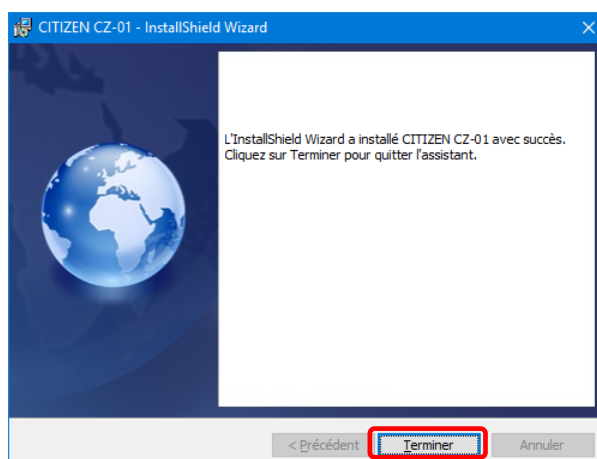 CITIZEN CZ-01 - InstallShield Wizard
L'InstallShield Wizard a installé CITIZEN CZ-01 avec succès.
Cliquez sur Terminer pour quitter l'assistant.
< Précédent Terminer Annuler